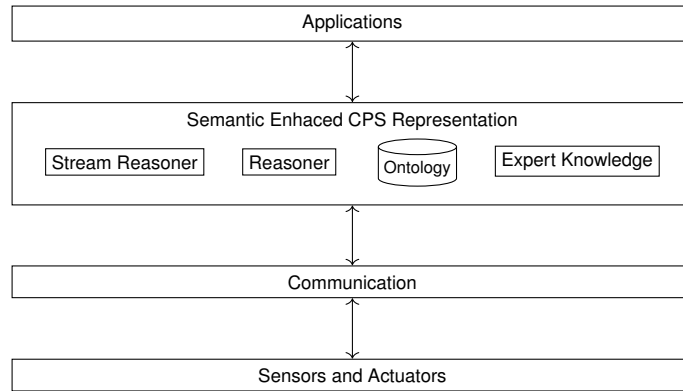 Applications
Semantic Enhaced CPS Representation
Stream Reasoner
Reasoner
Ontology
Expert Knowledge
Communication
Sensors and Actuators